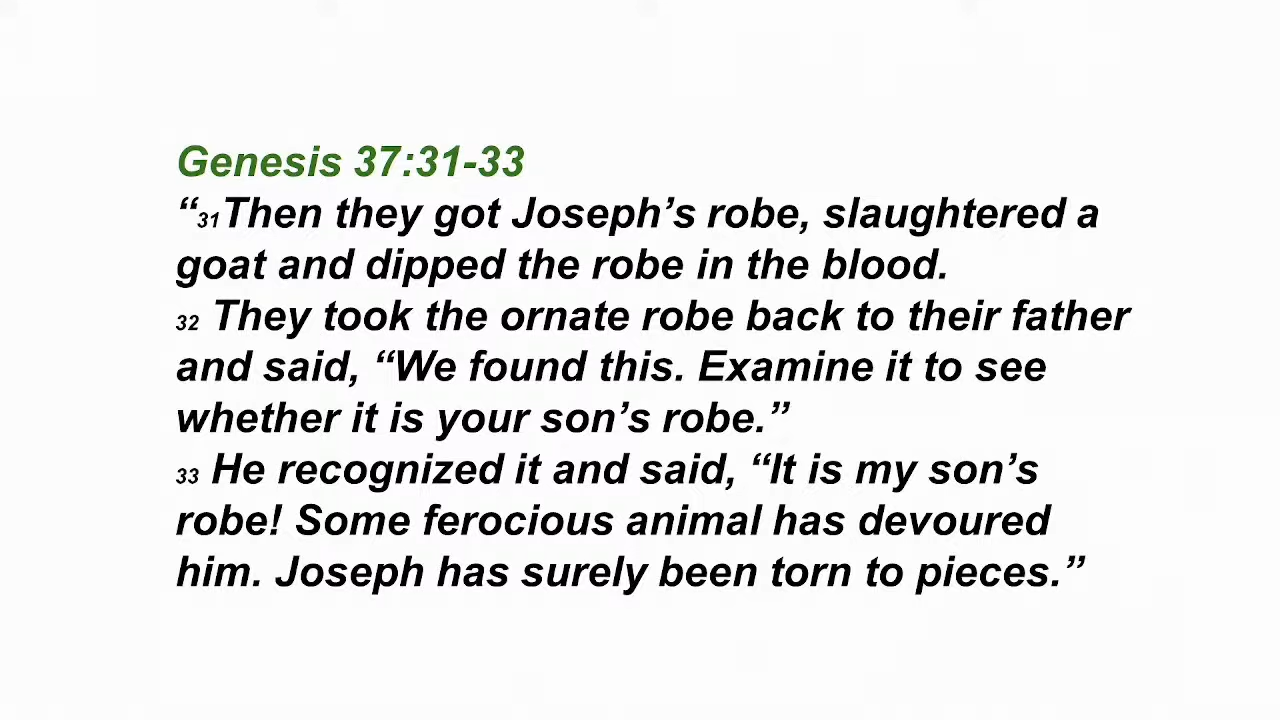 Genesis 37:31-33
“31Then they got Joseph’s robe, slaughtered a
goat and dipped the robe in the blood.
32 They took the ornate robe back to their father
and said, “We found this. Examine it to see
whether it is your son’s robe.”
33 He recognized it and said, “It is my son’s
robe! Some ferocious animal has devoured
him. Joseph has surely been torn to pieces.”